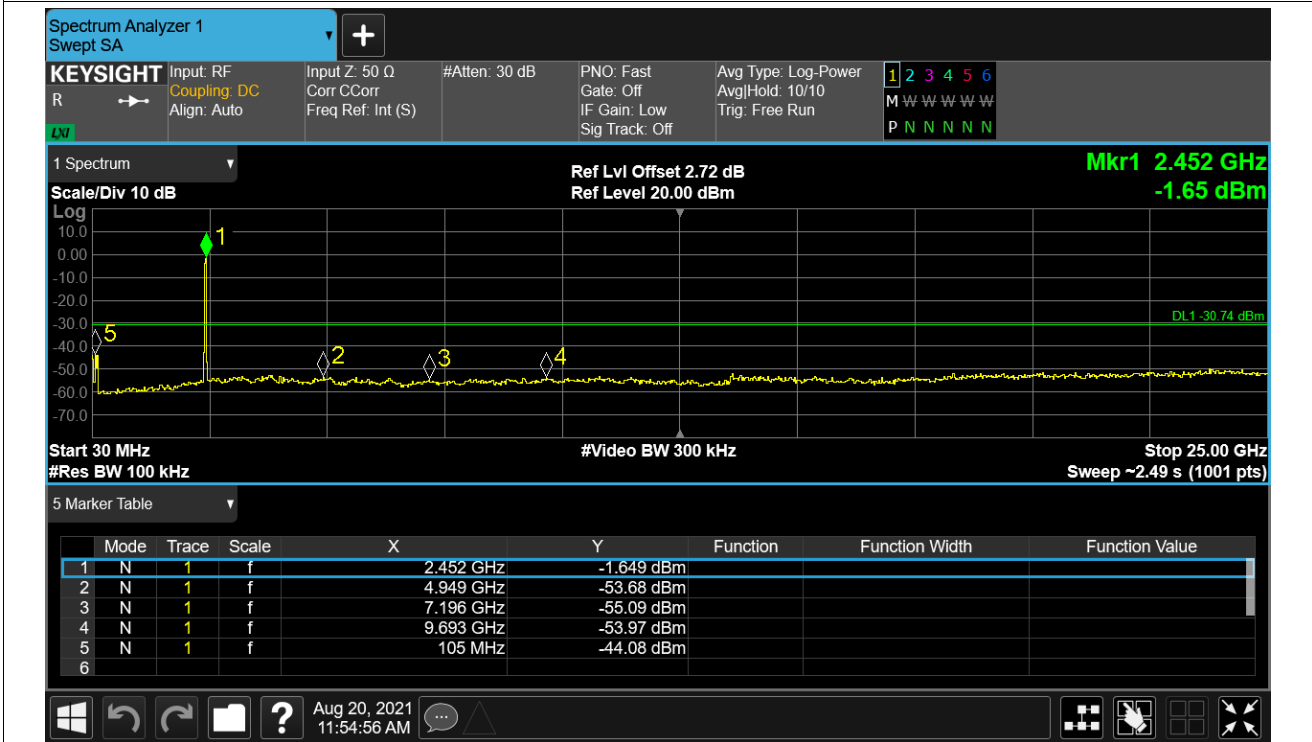 Spectrum Analyzer 1
Swept SA
+
KEYSIGHT Input: RF Input Z: 50 Ω #Atten: 30 dB PNO: Fast Avg Type: Log-Power 1 2 3 4 5 6
R Coupling: DC Corr CCorr Gate: Off Avg|Hold: 10/10 M W W W W W
Align: Auto Freq Ref: Int (S) IF Gain: Low Trig: Free Run
LXI Sig Track: Off P N N N N N
1 Spectrum Ref Lvl Offset 2.72 dB Mkr1 2.452 GHz
Scale/Div 10 dB Ref Level 20.00 dBm -1.65 dBm
Log
10.0 1
0.00
-10.0
-20.0
-30.0 5 DL1 -30.74 dBm
-40.0 2 3 4
-50.0
-60.0
-70.0
Start 30 MHz #Video BW 300 kHz Stop 25.00 GHz
#Res BW 100 kHz Sweep ~2.49 s (1001 pts)
5 Marker Table
Mode Trace Scale X Y Function Function Width Function Value
1 N 1 f 2.452 GHz -1.649 dBm
2 N 1 f 4.949 GHz -53.68 dBm
3 N 1 f 7.196 GHz -55.09 dBm
4 N 1 f 9.693 GHz -53.97 dBm
5 N 1 f 105 MHz -44.08 dBm
6
? Aug 20, 2021
11:54:56 AM